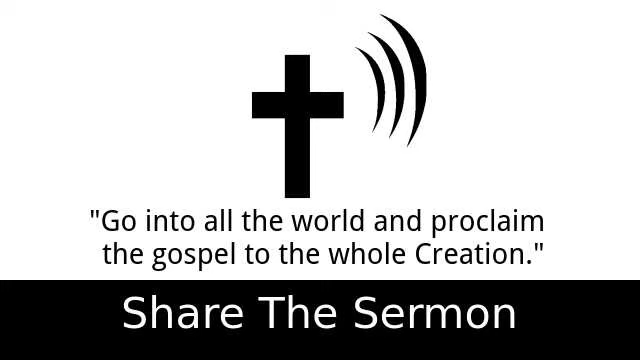 "Go into all the world and proclaim
the gospel to the whole Creation."
Share The Sermon